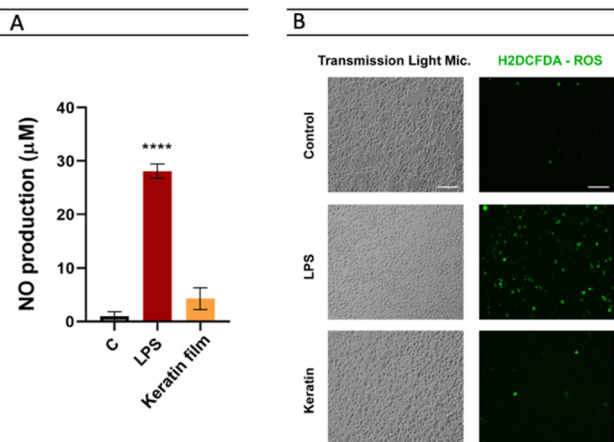 A
B
NO production (μM)
40
30
20
10
0
****
C
LPS
Keratin film
Transmission Light Mic.
H2DCFDA - ROS
Control
LPS
Keratin